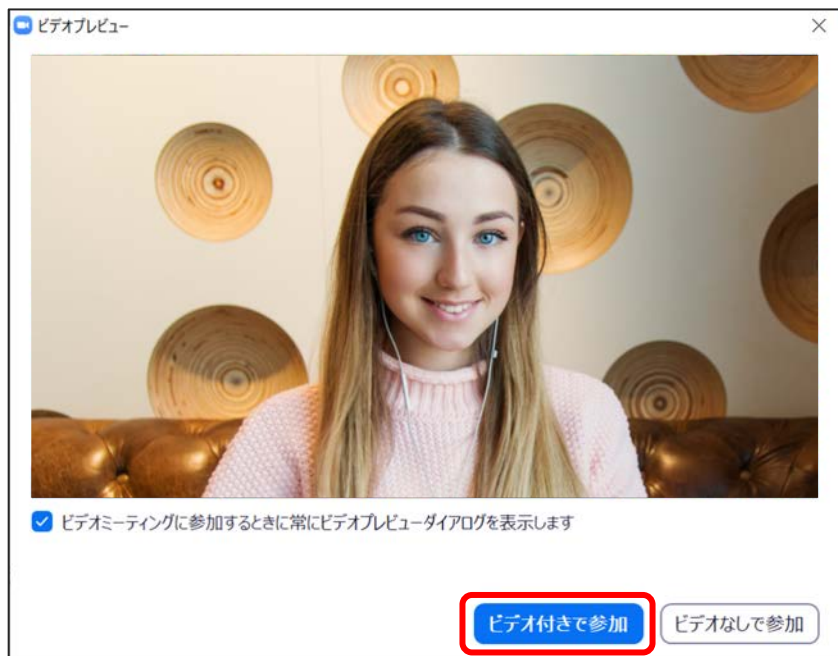 ビデオプレビュー
ビデオミーティングに参加するときに常にビデオプレビューダイアログを表示します
ビデオ付きで参加
ビデオなしで参加